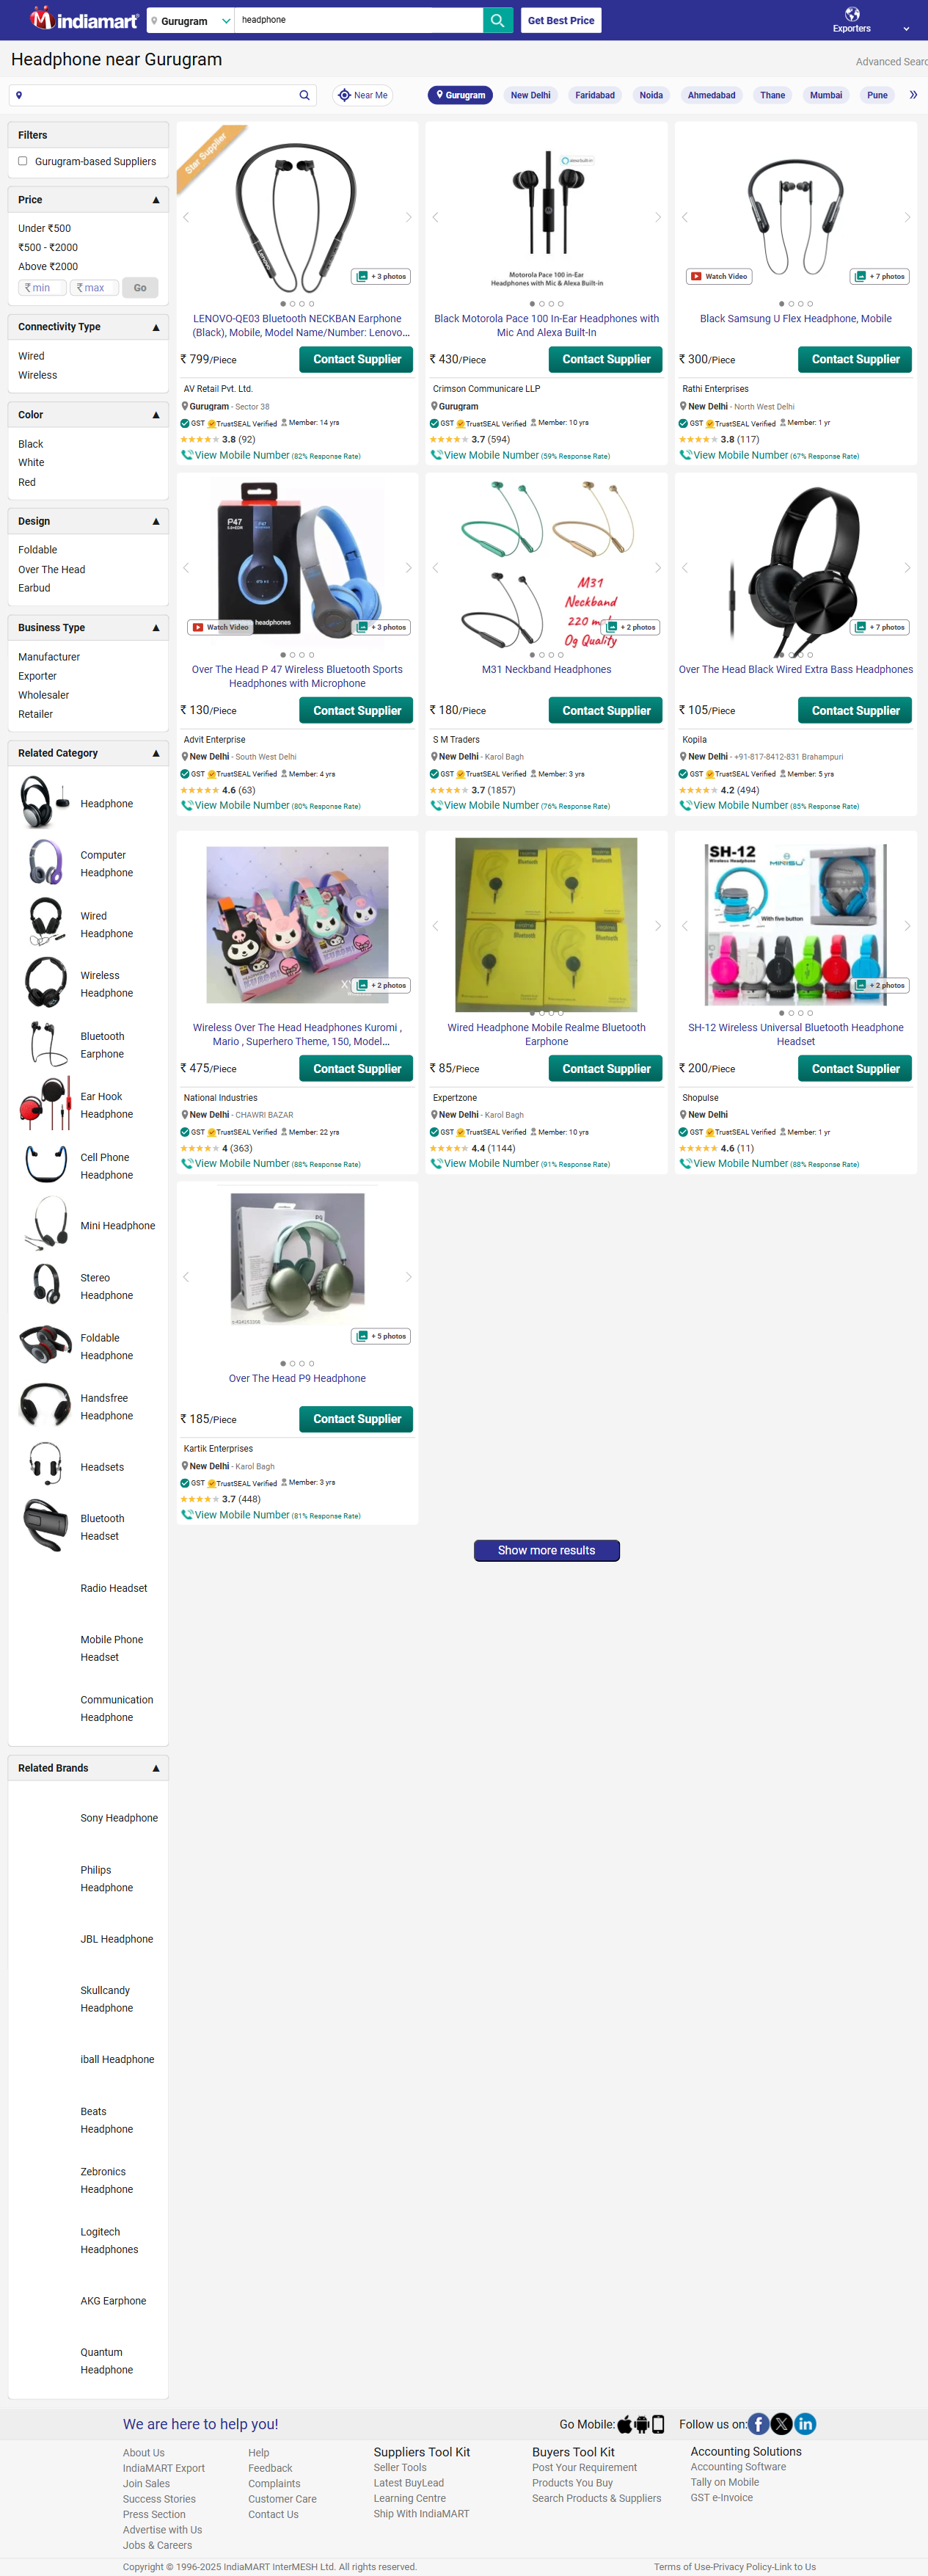 indiamart
Gurugram
headphone
Get Best Price
Exporters
Headphone near Gurugram
Advanced Searc
Near Me
Gurugram
New Delhi
Faridabad
Noida
Ahmedabad
Thane
Mumbai
Pune
»
Filters
Gurugram-based Suppliers
Price
Under ₹500
₹500 - ₹2000
Above ₹2000
₹ min
₹ max
Go
Connectivity Type
Wired
Wireless
Color
Black
White
Red
Design
Foldable
Over The Head
Earbud
Business Type
Manufacturer
Exporter
Wholesaler
Retailer
Related Category
Headphone
Computer
Headphone
Wired
Headphone
Wireless
Headphone
Bluetooth
Earphone
Ear Hook
Headphone
Cell Phone
Headphone
Mini Headphone
Stereo
Headphone
Foldable
Headphone
Handsfree
Headphone
Headsets
Bluetooth
Headset
Radio Headset
Mobile Phone
Headset
Communication
Headphone
Related Brands
Sony Headphone
Philips
Headphone
JBL Headphone
Skullcandy
Headphone
iball Headphone
Beats
Headphone
Zebronics
Headphone
Logitech
Headphones
AKG Earphone
Quantum
Headphone
Star Supplier
+ 3 photos
LENOVO-QE03 Bluetooth NECKBAN Earphone
(Black), Mobile, Model Name/Number: Lenovo...
₹ 799/Piece
Contact Supplier
AV Retail Pvt. Ltd.
Gurugram - Sector 38
GST TrustSEAL Verified Member: 14 yrs
3.8 (92)
View Mobile Number (82% Response Rate)
alexa built-in
Motorola Pace 100 in-Ear
Headphones with Mic & Alexa Built-in
Black Motorola Pace 100 In-Ear Headphones with
Mic And Alexa Built-In
₹ 430/Piece
Contact Supplier
Crimson Communicare LLP
Gurugram
GST TrustSEAL Verified Member: 10 yrs
3.7 (594)
View Mobile Number (59% Response Rate)
Watch Video
+ 7 photos
Black Samsung U Flex Headphone, Mobile
₹ 300/Piece
Contact Supplier
Rathi Enterprises
New Delhi - North West Delhi
GST TrustSEAL Verified Member: 1 yr
3.8 (117)
View Mobile Number (67% Response Rate)
P47
headphones
Watch Video
+ 3 photos
Over The Head P 47 Wireless Bluetooth Sports
Headphones with Microphone
₹ 130/Piece
Contact Supplier
Advit Enterprise
New Delhi - South West Delhi
GST TrustSEAL Verified Member: 4 yrs
4.6 (63)
View Mobile Number (80% Response Rate)
M31
Neckband
220 m
Og Quality
+ 2 photos
M31 Neckband Headphones
₹ 180/Piece
Contact Supplier
S M Traders
New Delhi - Karol Bagh
GST TrustSEAL Verified Member: 3 yrs
3.7 (1857)
View Mobile Number (76% Response Rate)
+ 7 photos
Over The Head Black Wired Extra Bass Headphones
₹ 105/Piece
Contact Supplier
Kopila
New Delhi - +91-817-8412-831 Brahampuri
GST TrustSEAL Verified Member: 5 yrs
4.2 (494)
View Mobile Number (85% Response Rate)
+ 2 photos
Wireless Over The Head Headphones Kuromi ,
Mario , Superhero Theme, 150, Model...
₹ 475/Piece
Contact Supplier
National Industries
New Delhi - CHAWRI BAZAR
GST TrustSEAL Verified Member: 22 yrs
4 (363)
View Mobile Number (88% Response Rate)
Wired Headphone Mobile Realme Bluetooth
Earphone
₹ 85/Piece
Contact Supplier
Expertzone
New Delhi - Karol Bagh
GST TrustSEAL Verified Member: 10 yrs
4.4 (1144)
View Mobile Number (91% Response Rate)
SH-12
Wireless Headphone
With five button
+ 2 photos
SH-12 Wireless Universal Bluetooth Headphone
Headset
₹ 200/Piece
Contact Supplier
Shopulse
New Delhi
GST TrustSEAL Verified Member: 1 yr
4.6 (11)
View Mobile Number (88% Response Rate)
P9
+ 5 photos
Over The Head P9 Headphone
₹ 185/Piece
Contact Supplier
Kartik Enterprises
New Delhi - Karol Bagh
GST TrustSEAL Verified Member: 3 yrs
3.7 (448)
View Mobile Number (81% Response Rate)
Show more results
We are here to help you!
Go Mobile:
Follow us on:
About Us
IndiaMART Export
Join Sales
Success Stories
Press Section
Advertise with Us
Jobs & Careers
Help
Feedback
Complaints
Customer Care
Contact Us
Suppliers Tool Kit
Seller Tools
Latest BuyLead
Learning Centre
Ship With IndiaMART
Buyers Tool Kit
Post Your Requirement
Products You Buy
Search Products & Suppliers
Accounting Solutions
Accounting Software
Tally on Mobile
GST e-Invoice
Copyright © 1996-2025 IndiaMART InterMESH Ltd. All rights reserved.
Terms of Use-Privacy Policy-Link to Us